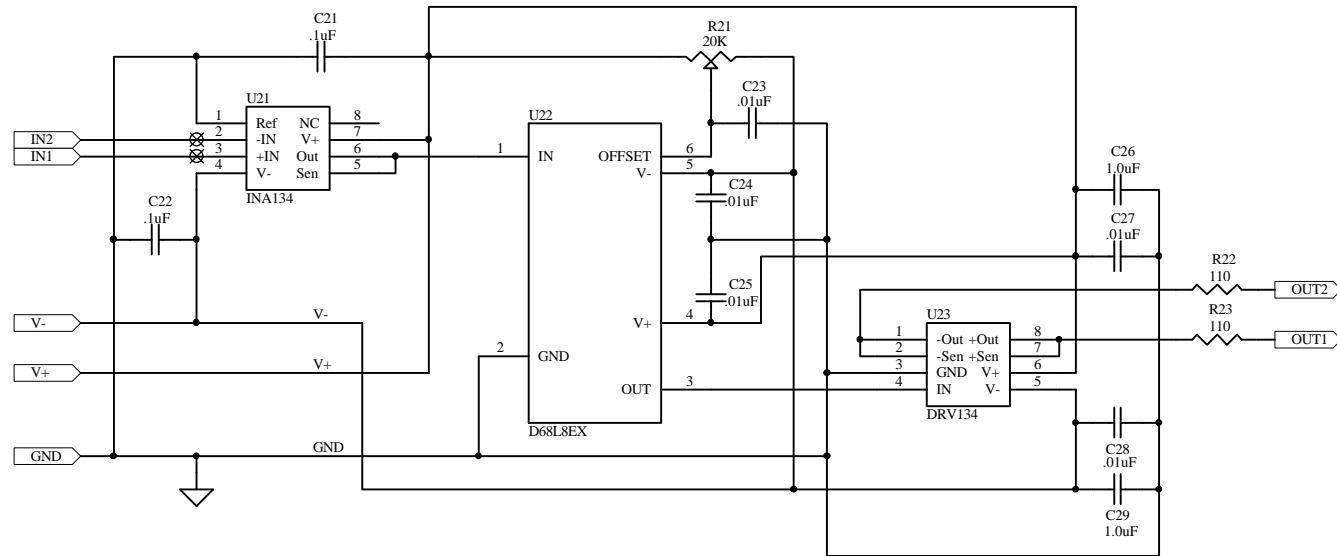 C21
.1uF
R21
20K
C23
.01uF
U21
1 Ref NC 8
2 -IN V+ 7
3 +IN Out 6
4 V- Sen 5
INA134
IN2
IN1
U22
1 IN
OFFSET 6
V- 5
V+ 4
2 GND
OUT 3
D68L8EX
C22
.1uF
C24
.01uF
C25
.01uF
C26
1.0uF
C27
.01uF
R22
110
OUT2
R23
110
OUT1
U23
1 -Out +Out 8
2 -Sen +Sen 7
3 GND V+ 6
4 IN V- 5
DRV134
V- V-
V+ V+
GND GND
C28
.01uF
C29
1.0uF